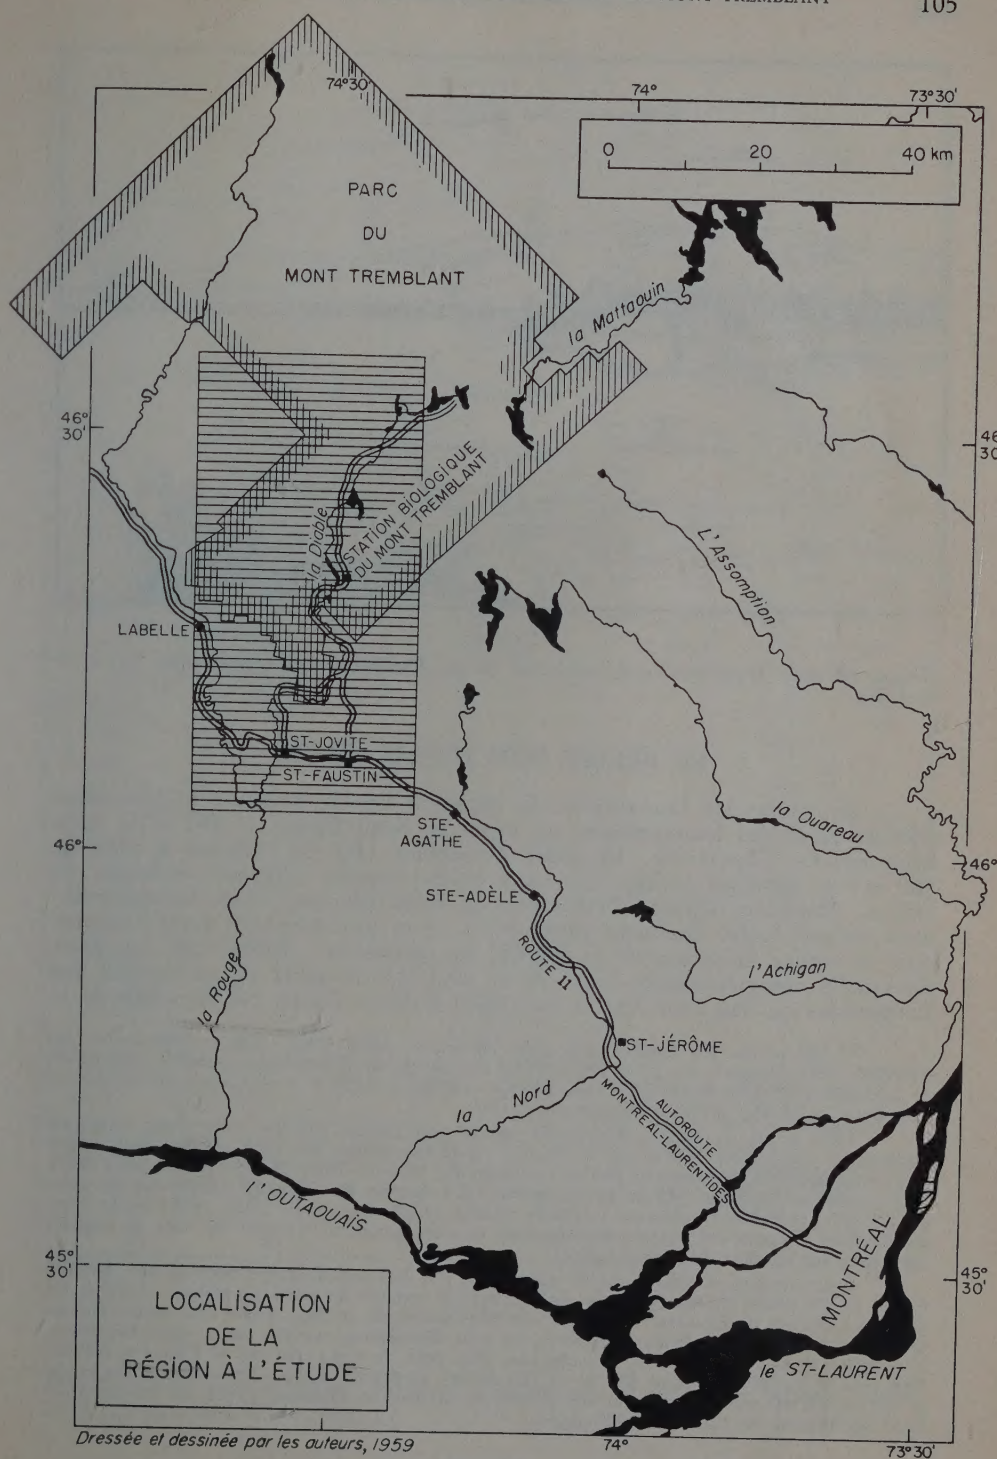 TREMBLANT
105
74°30'
74°
73°30'
0 20 40 km
PARC
DU
MONT TREMBLANT
la Mattaouin
46°
30'
46
30
STATION BIOLOGIQUE
DU MONT TREMBLANT
la Diable
L'Assomption
LABELLE
ST-JOVITE
ST-FAUSTIN
STE-
AGATHE
la Ouareau
46°
46°
STE-ADÈLE
ROUTE 11
l'Achigan
la Rouge
ST-JÉRÔME
la Nord
AUTOROUTE
MONTRÉAL-LAURENTIDES
l'OUTAOUAIS
MONTRÉAL
45°
30'
45°
30'
LOCALISATION
DE LA
RÉGION À L'ÉTUDE
le ST-LAURENT
Dressée et dessinée par les auteurs, 1959
74°
73°30'